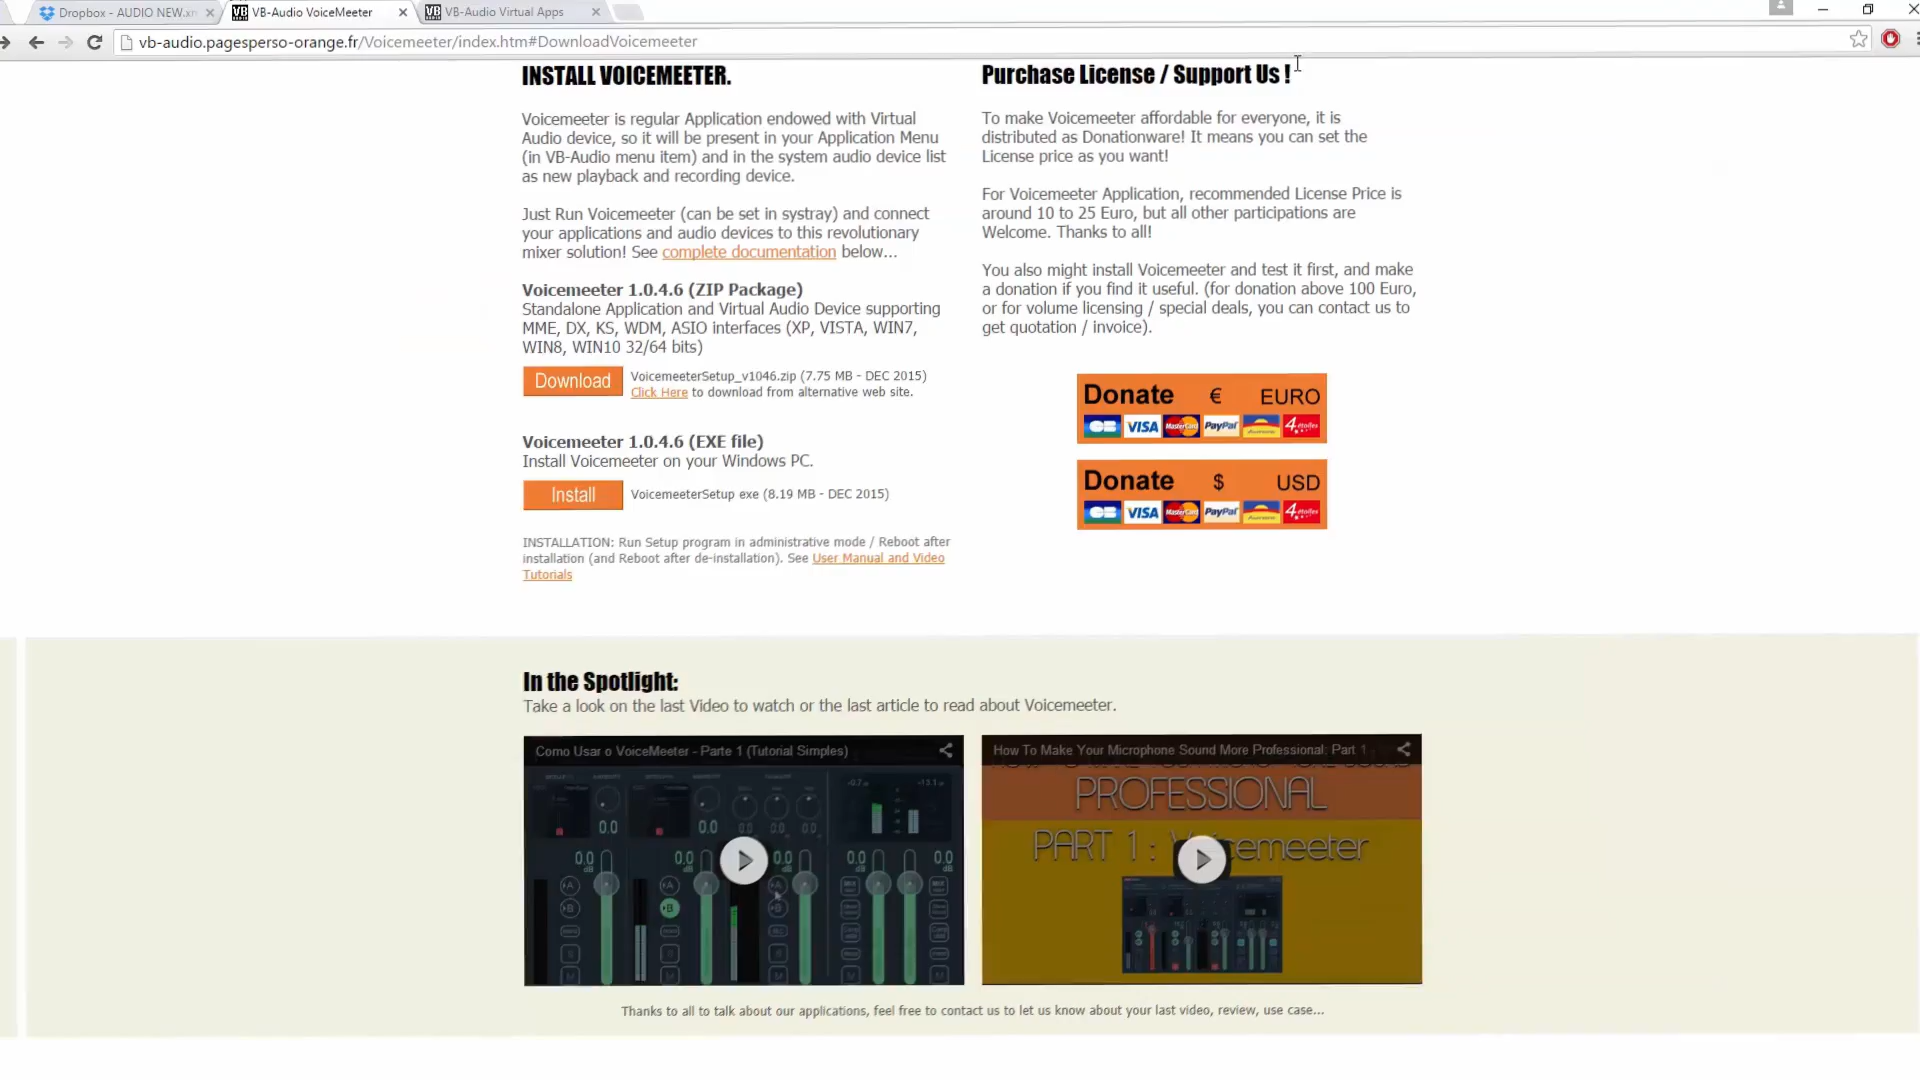 Dropbox - AUDIO NEW.xm
VB-Audio VoiceMeeter
VB-Audio Virtual Apps
vb-audio.pagesperso-orange.fr/Voicemeeter/index.htm#DownloadVoicemeeter
INSTALL VOICEMEETER.
Voicemeeter is regular Application endowed with Virtual
Audio device, so it will be present in your Application Menu
(in VB-Audio menu item) and in the system audio device list
as new playback and recording device.
Just Run Voicemeeter (can be set in systray) and connect
your applications and audio devices to this revolutionary
mixer solution! See complete documentation below...
Voicemeeter 1.0.4.6 (ZIP Package)
Standalone Application and Virtual Audio Device supporting
MME, DX, KS, WDM, ASIO interfaces (XP, VISTA, WIN7,
WIN8, WIN10 32/64 bits)
Download
VoicemeeterSetup_v1046.zip (7.75 MB - DEC 2015)
Click Here to download from alternative web site.
Voicemeeter 1.0.4.6 (EXE file)
Install Voicemeeter on your Windows PC.
Install
VoicemeeterSetup exe (8.19 MB - DEC 2015)
INSTALLATION: Run Setup program in administrative mode / Reboot after
installation (and Reboot after de-installation). See User Manual and Video
Tutorials
Purchase License / Support Us !
To make Voicemeeter affordable for everyone, it is
distributed as Donationware! It means you can set the
License price as you want!
For Voicemeeter Application, recommended License Price is
around 10 to 25 Euro, but all other participations are
Welcome. Thanks to all!
You also might install Voicemeeter and test it first, and make
a donation if you find it useful. (for donation above 100 Euro,
or for volume licensing / special deals, you can contact us to
get quotation / invoice).
Donate € EURO
CB VISA MasterCard PayPal Aurore 4 étoiles
Donate $ USD
CB VISA MasterCard PayPal Aurore 4 étoiles
In the Spotlight:
Take a look on the last Video to watch or the last article to read about Voicemeeter.
Como Usar o VoiceMeeter - Parte 1 (Tutorial Simples)
How To Make Your Microphone Sound More Professional: Part 1
PROFESSIONAL
PART 1 :
Thanks to all to talk about our applications, feel free to contact us to let us know about your last video, review, use case...